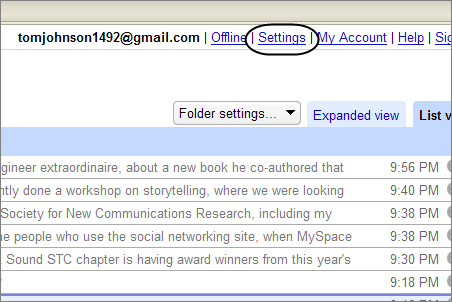 tomjohnson1492@gmail.com | Offline | Settings | My Account | Help |
Folder settings... Expanded view List
engineer extraordinaire, about a new book he co-authored that 9:56 PM
done a workshop on storytelling, where we were looking 9:40 PM
Society for New Communications Research, including my 9:38 PM
people who use the social networking site, when MySpace 9:38 PM
Sound STC chapter is having award winners from this year's 9:30 PM
9:18 PM